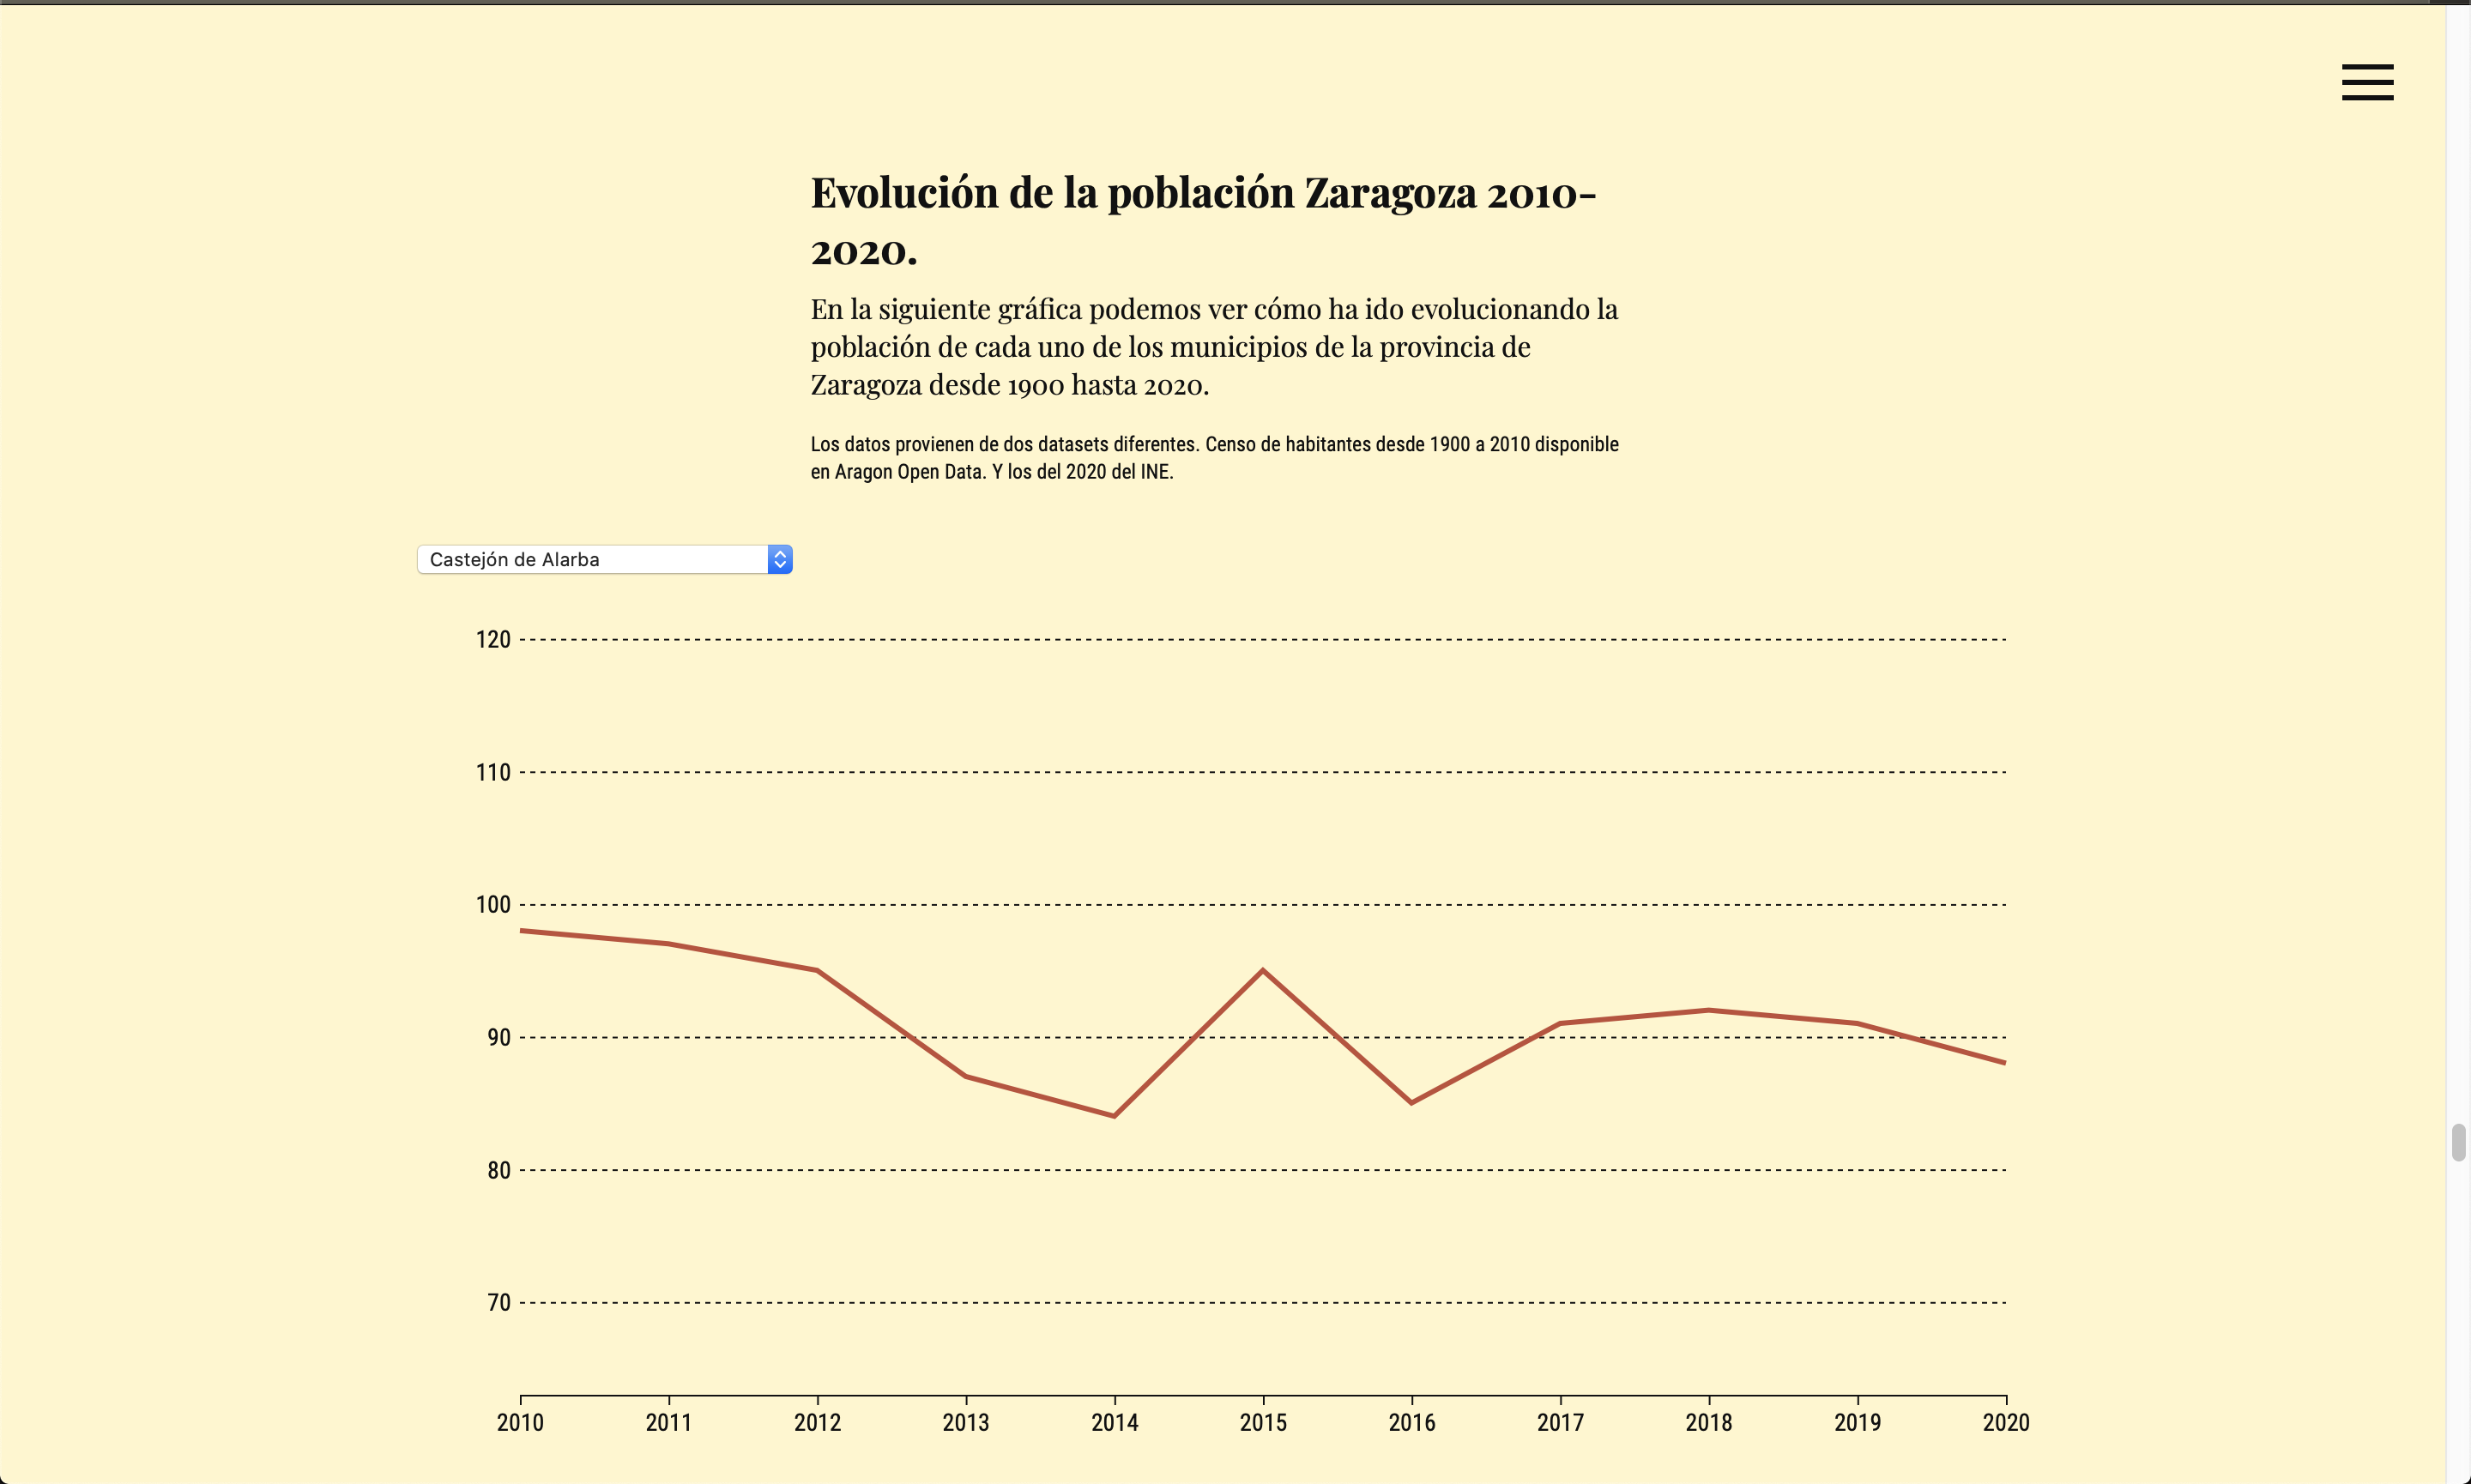 Evolución de la población Zaragoza 2010-
2020.
En la siguiente gráfica podemos ver cómo ha ido evolucionando la
población de cada uno de los municipios de la provincia de
Zaragoza desde 1900 hasta 2020.
Los datos provienen de dos datasets diferentes. Censo de habitantes desde 1900 a 2010 disponible
en Aragon Open Data. Y los del 2020 del INE.
Castejón de Alarba
120
110
100
90
80
70
2010 2011 2012 2013 2014 2015 2016 2017 2018 2019 2020